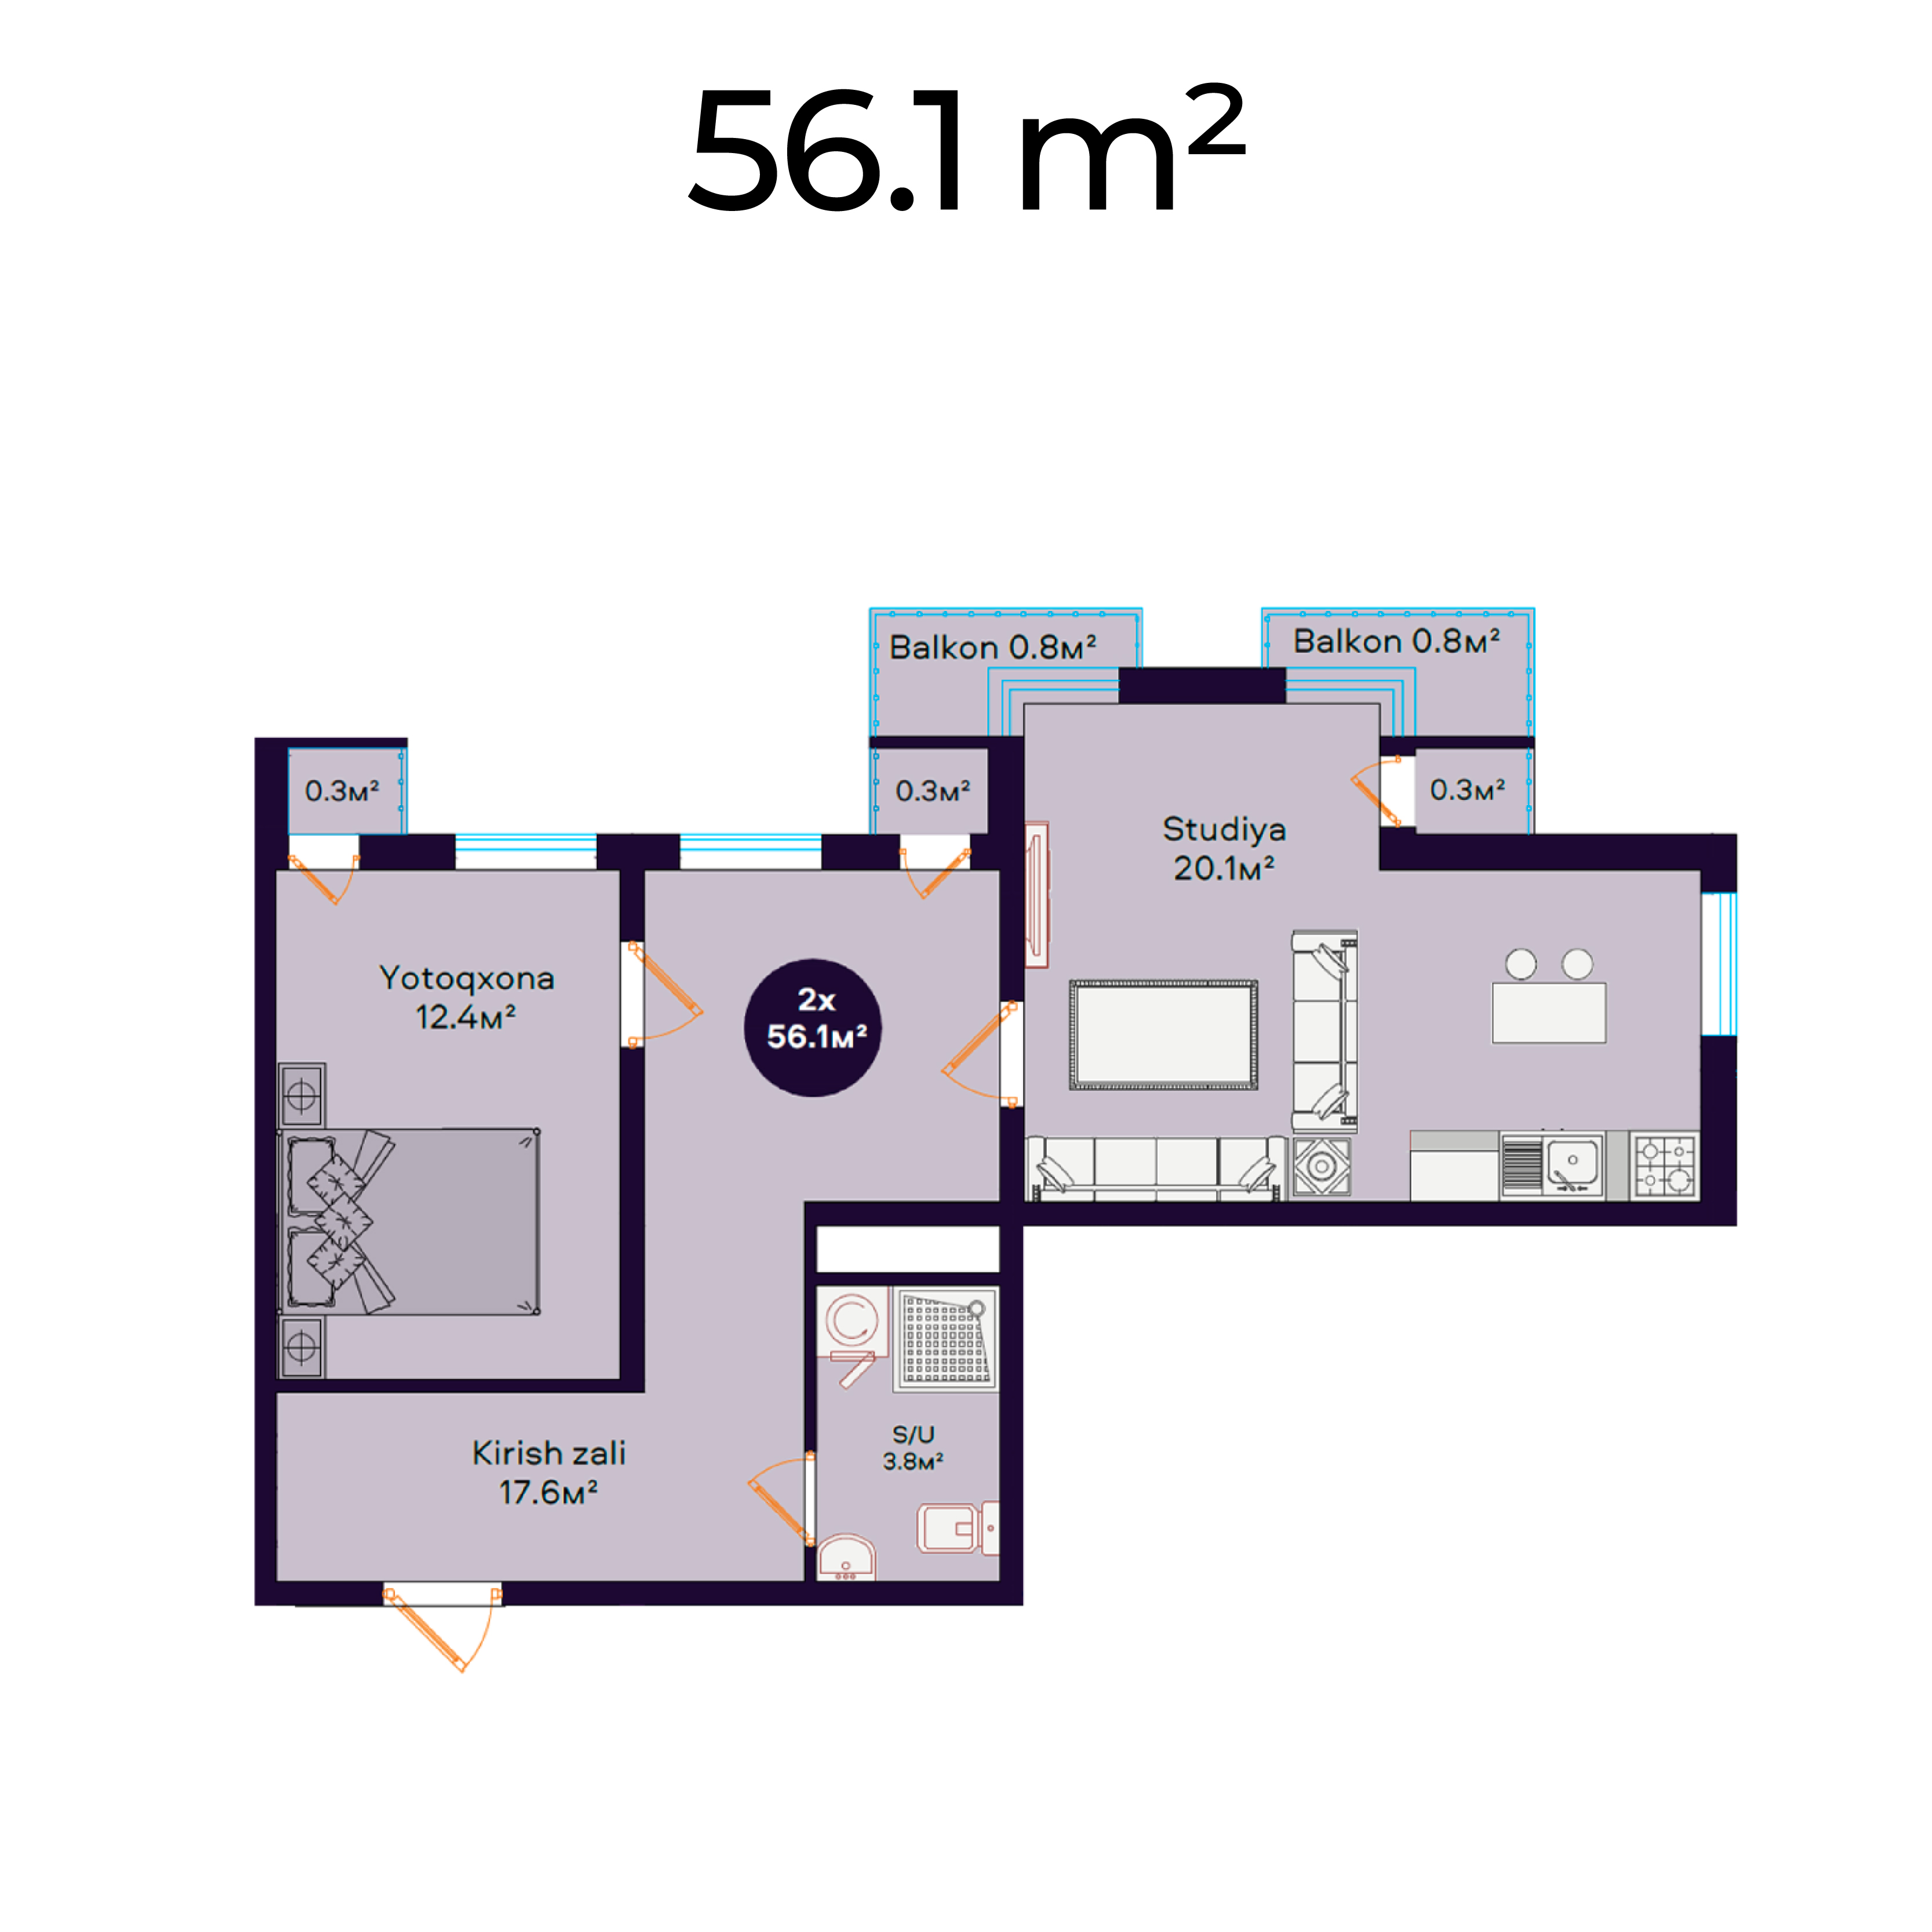 56.1 m²
Balkon 0.8м²
Balkon 0.8м²
0.3м²
0.3м²
0.3м²
Studiya
20.1м²
Yotoqxona
12.4м²
2x
56.1м²
Kirish zali
17.6м²
S/U
3.8м²